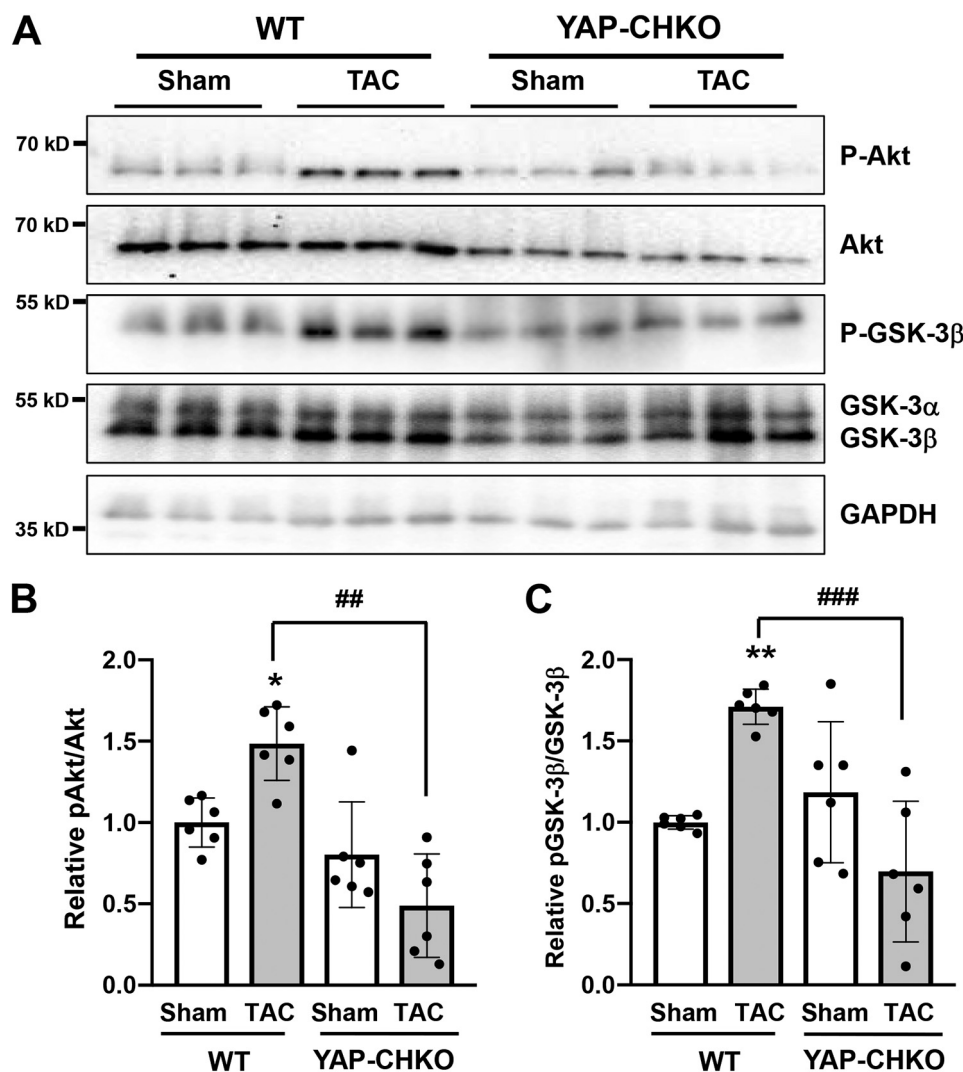 A
WT YAP-CHKO
Sham TAC Sham TAC
70 kD P-Akt
70 kD Akt
55 kD P-GSK-3β
55 kD GSK-3α
GSK-3β
35 kD GAPDH
B
##
*
Relative pAkt/Akt
2.0
1.5
1.0
0.5
0.0
Sham TAC Sham TAC
WT YAP-CHKO
C
###
**
Relative pGSK-3β/GSK-3β
2.0
1.5
1.0
0.5
0.0
Sham TAC Sham TAC
WT YAP-CHKO